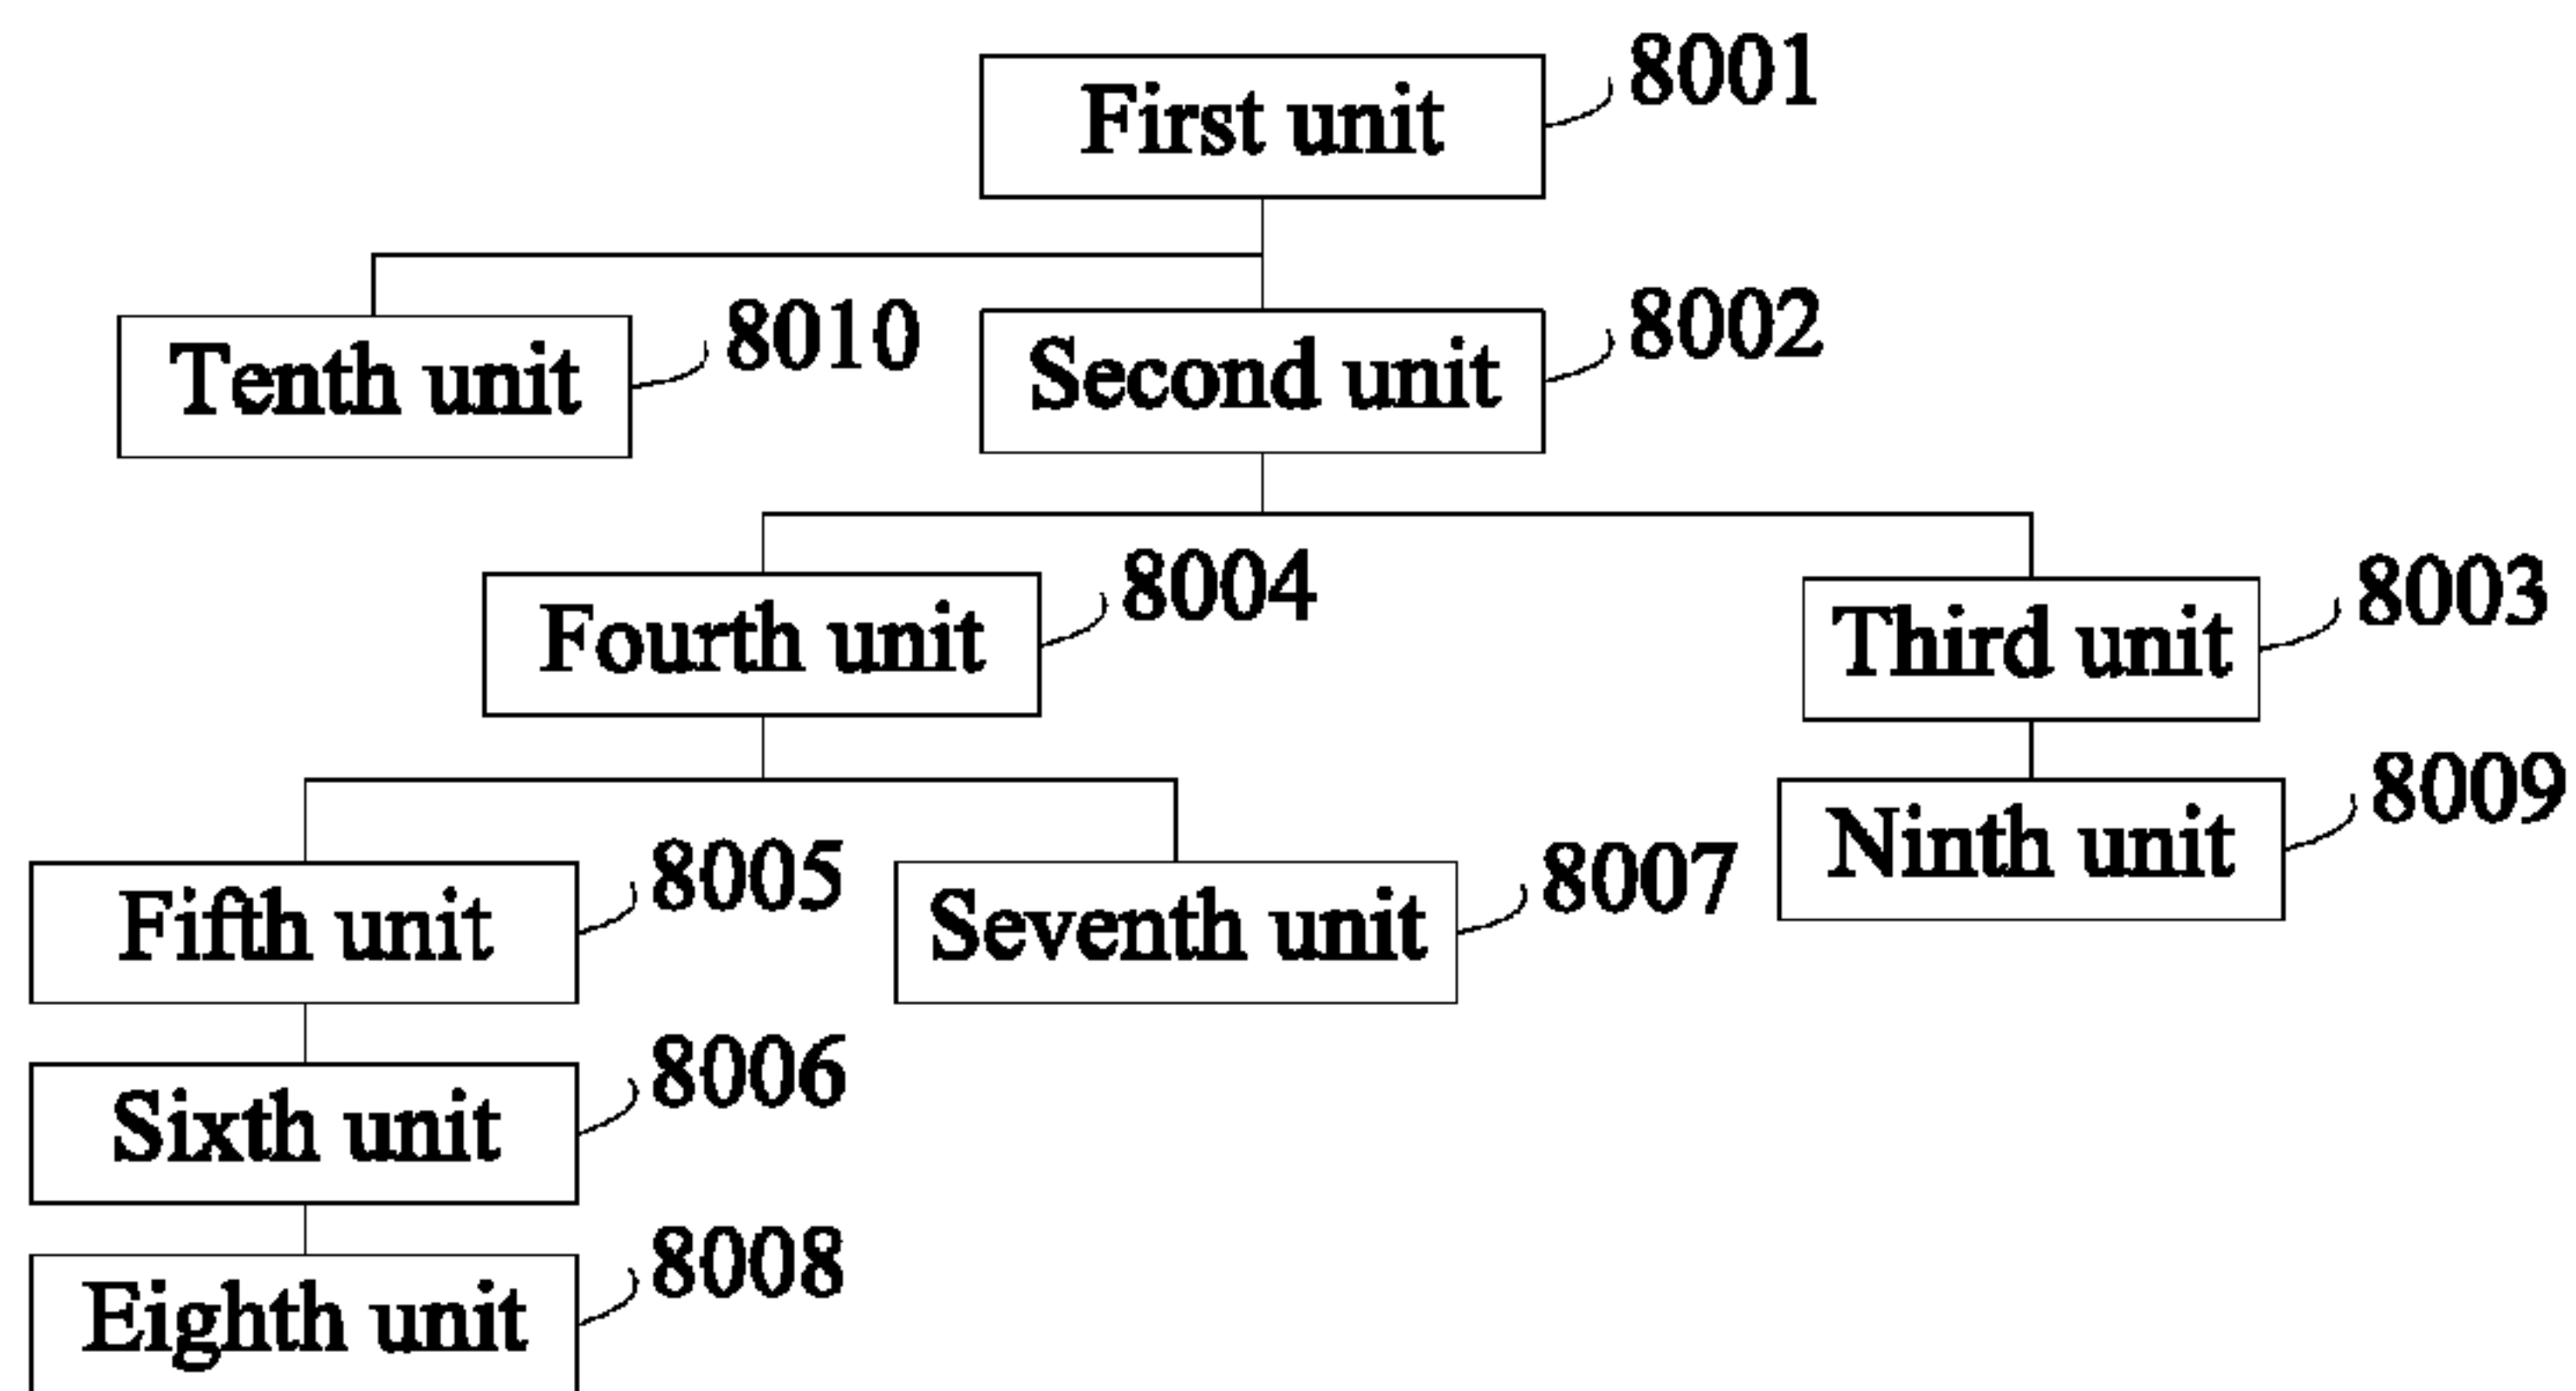 First unit
8001
Tenth unit
8010
Second unit
8002
Fourth unit
8004
Third unit
8003
Fifth unit
8005
Seventh unit
8007
Ninth unit
8009
Sixth unit
8006
Eighth unit
8008